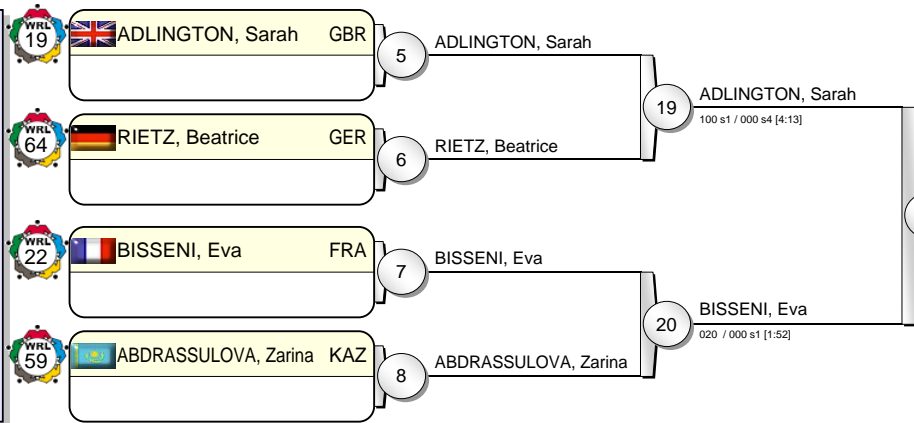 WRL 19 ADLINGTON, Sarah GBR
5
ADLINGTON, Sarah
19
ADLINGTON, Sarah
100 s1 / 000 s4 [4:13]
WRL 64 RIETZ, Beatrice GER
6
RIETZ, Beatrice
WRL 22 BISSENI, Eva FRA
7
BISSENI, Eva
20
BISSENI, Eva
020 / 000 s1 [1:52]
WRL 59 ABDRASSULOVA, Zarina KAZ
8
ABDRASSULOVA, Zarina